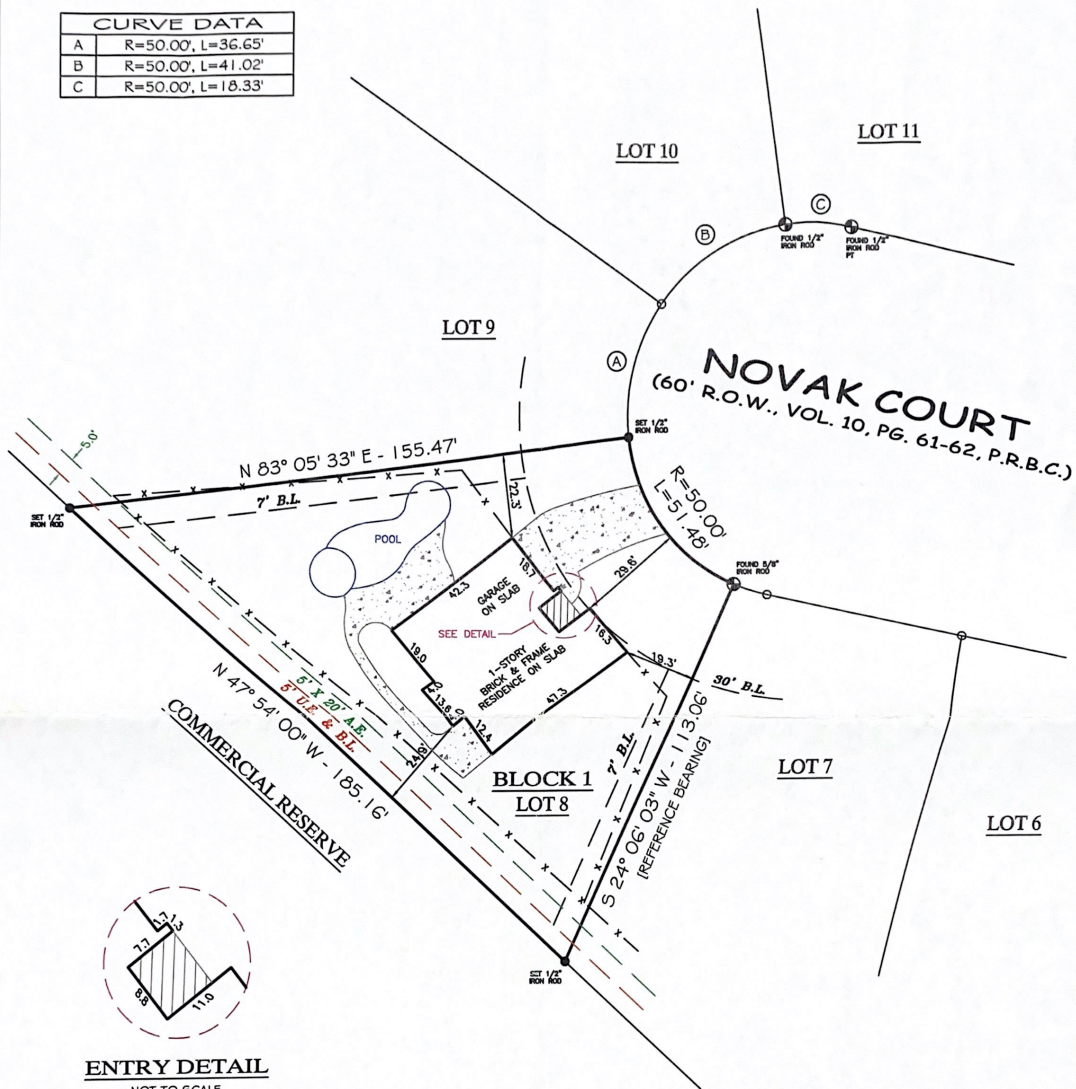 CURVE DATA
A R=50.00', L=36.65'
B R=50.00', L=41.02'
C R=50.00', L=18.33'
LOT 10
LOT 11
C
B
FOUND 1/2"
IRON ROD
FOUND 1/2"
IRON ROD
PT
LOT 9
A
NOVAK COURT
(60' R.O.W., VOL. 10, PG. 61-62, P.R.B.C.)
SET 1/2"
IRON ROD
5.0'
N 83° 05' 33" E - 155.47'
7' B.L.
22.3'
R=50.00'
L=51.48'
SET 1/2"
IRON ROD
POOL
18.7
29.8'
FOUND 5/8"
IRON ROD
42.3
GARAGE
ON SLAB
SEE DETAIL
16.3
1-STORY
BRICK & FRAME
RESIDENCE ON SLAB
19.0
19.3'
30' B.L.
47.3
13.6
12.4
24.9'
5' X 20' A.E.
5' U.E. & B.L.
N 47° 54' 00" W - 185.16'
COMMERCIAL RESERVE
7' B.L.
BLOCK 1
LOT 8
S 24° 06' 03" W - 113.06'
[REFERENCE BEARING]
LOT 7
LOT 6
SET 1/2"
IRON ROD
1.7
1.3
7.7
8.8
11.0
ENTRY DETAIL
NOT TO SCALE